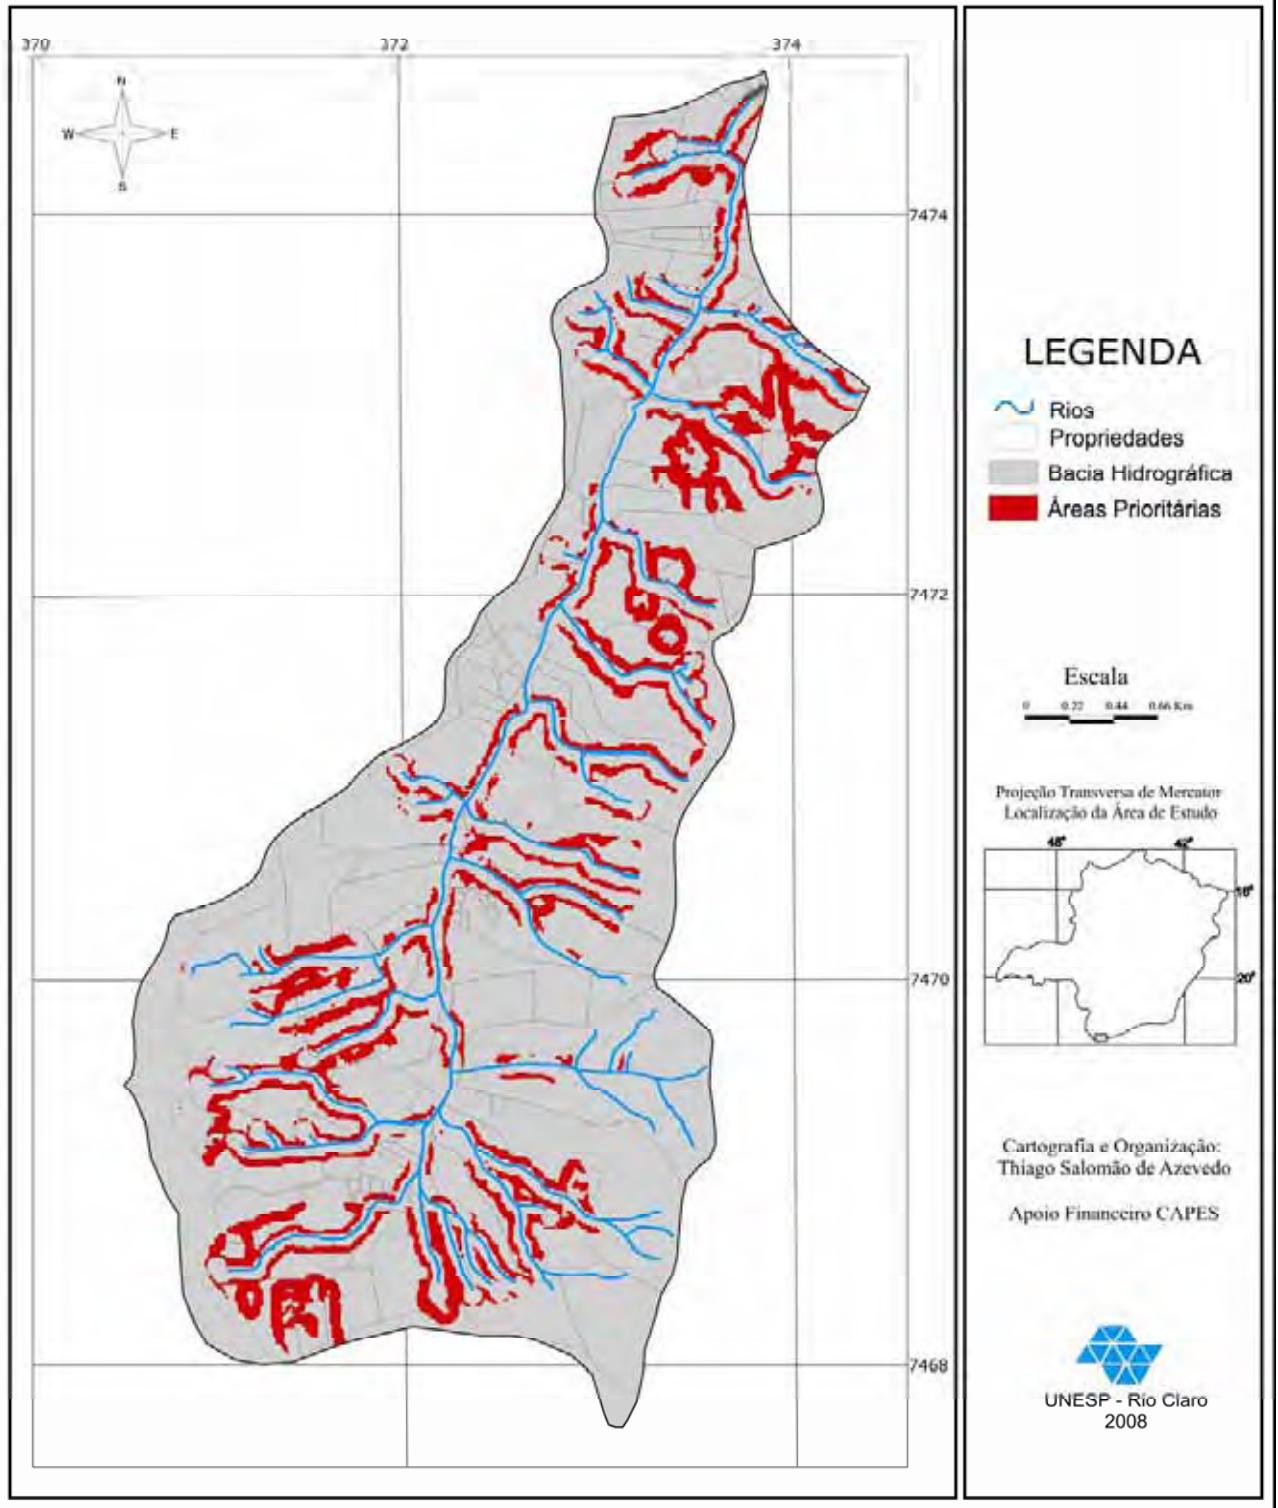 370 372 374
N
W E
S
7474
7472
7470
7468
LEGENDA
Rios
Propriedades
Bacia Hidrográfica
Áreas Prioritárias
Escala
0 0.22 0.44 0.66 Km
Projeção Transversa de Mercator
Localização da Área de Estudo
48° 42°
16°
20°
Cartografia e Organização:
Thiago Salomão de Azevedo
Apoio Financeiro CAPES
UNESP - Rio Claro
2008